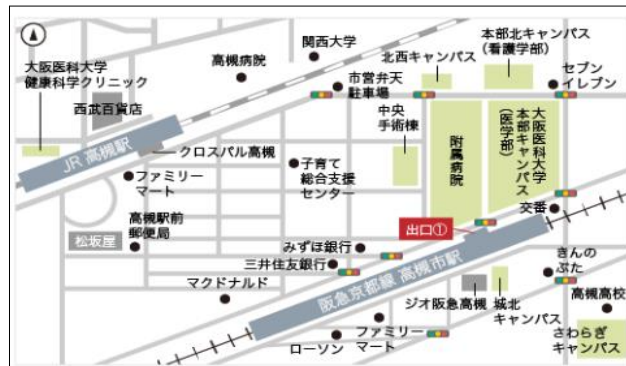 関西大学
高槻病院
大阪医科大学
健康科学クリニック
西武百貨店
市営弁天
駐車場
北西キャンパス
本部北キャンパス
(看護学部)
セブン
イレブン
JR 高槻駅
クロスパル高槻
ファミリー
マート
中央
手術棟
附属病院
大阪医科大学
本部キャンパス
(医学部)
子育て
総合支援
センター
高槻駅前
郵便局
松坂屋
みずほ銀行
三井住友銀行
マクドナルド
出口①
交番
阪急京都線 高槻市駅
きんの
ぶた
ジオ阪急高槻
城北
キャンパス
高槻高校
さわらぎ
キャンパス
ローソン
ファミリー
マート